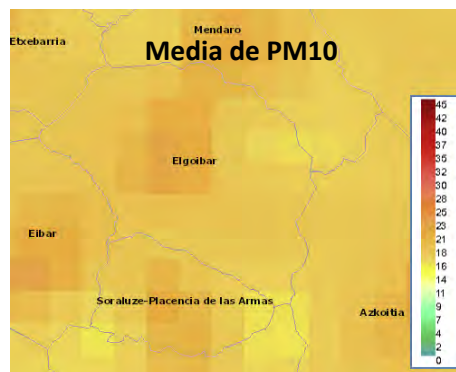 Etxebarria
Mendaro
Media de PM10
Elgoibar
Eibar
Soraluze-Placencia de las Armas
Azkoitia
45
42
40
37
35
32
30
28
25
23
21
18
16
14
11
9
7
4
2
0